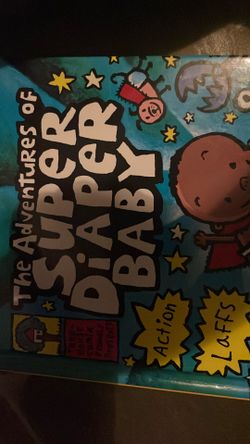 The Adventures of
SUPER
DiAPER
BABY
Action
Laffs